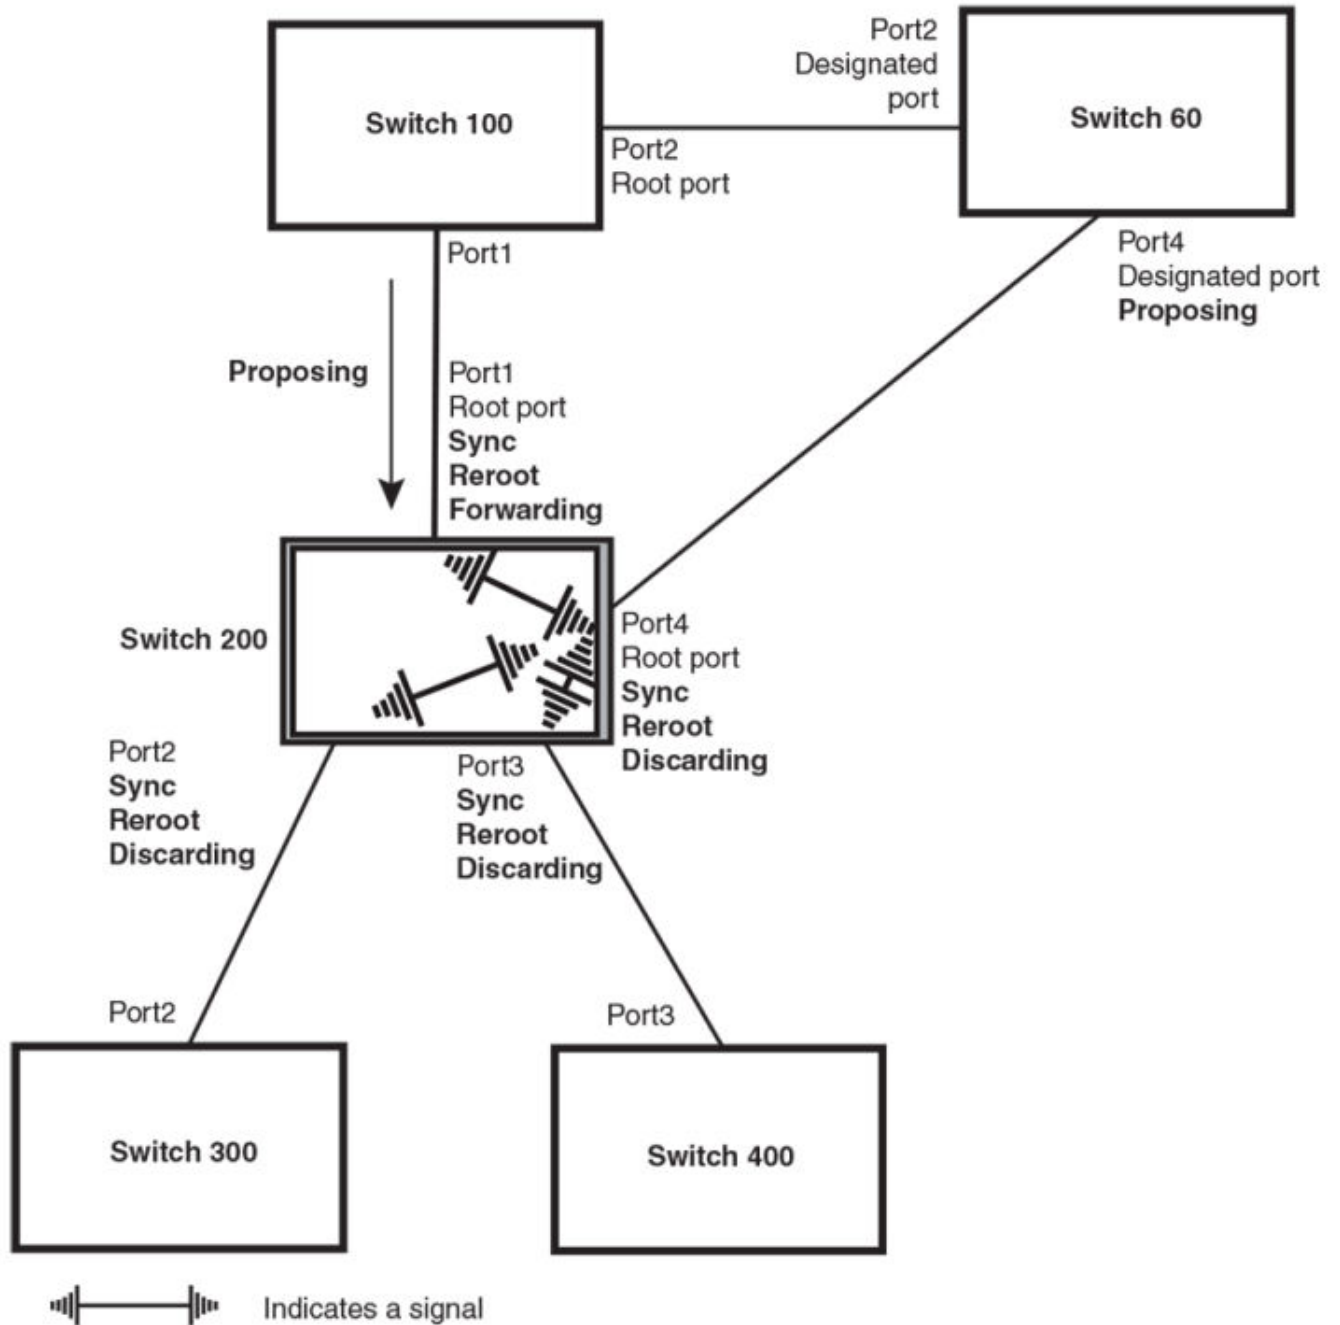 Port2
Designated
port
Switch 100
Switch 60
Port2
Root port
Port1
Port4
Designated port
Proposing
Proposing
Port1
Root port
Sync
Reroot
Forwarding
Switch 200
Port4
Root port
Sync
Reroot
Discarding
Port2
Sync
Reroot
Discarding
Port3
Sync
Reroot
Discarding
Port2
Port3
Switch 300
Switch 400
Indicates a signal